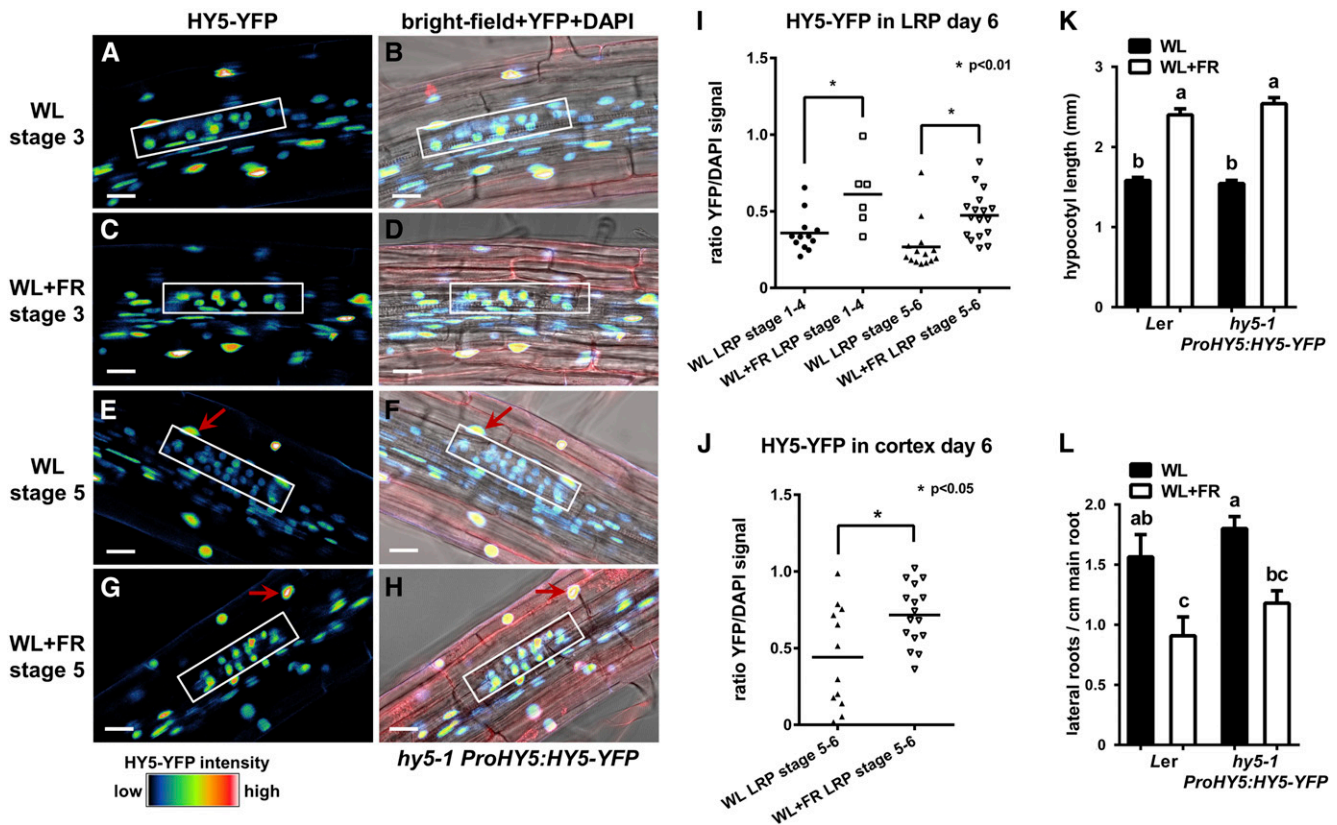 HY5-YFP
bright-field+YFP+DAPI
WL
stage 3
A
B
WL+FR
stage 3
C
D
WL
stage 5
E
F
WL+FR
stage 5
G
H
HY5-YFP intensity
low
high
hy5-1 ProHY5:HY5-YFP
I
HY5-YFP in LRP day 6
* p<0.01
*
*
ratio YFP/DAPI signal
1.5
1.0
0.5
0
WL LRP stage 1-4
WL+FR LRP stage 1-4
WL LRP stage 5-6
WL+FR LRP stage 5-6
J
HY5-YFP in cortex day 6
* p<0.05
*
ratio YFP/DAPI signal
1.5
1.0
0.5
0
WL LRP stage 5-6
WL+FR LRP stage 5-6
K
WL
WL+FR
hypocotyl length (mm)
3
2
1
0
b
a
b
a
Ler
hy5-1
ProHY5:HY5-YFP
L
WL
WL+FR
lateral roots / cm main root
2.0
1.5
1.0
0.5
0
ab
c
a
bc
Ler
hy5-1
ProHY5:HY5-YFP